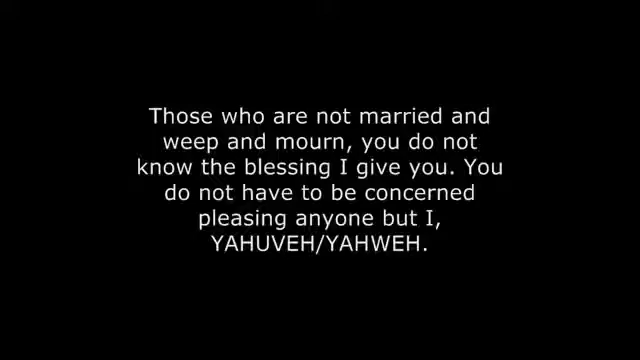 Those who are not married and
weep and mourn, you do not
know the blessing I give you. You
do not have to be concerned
pleasing anyone but I,
YAHUVEH/YAHWEH.